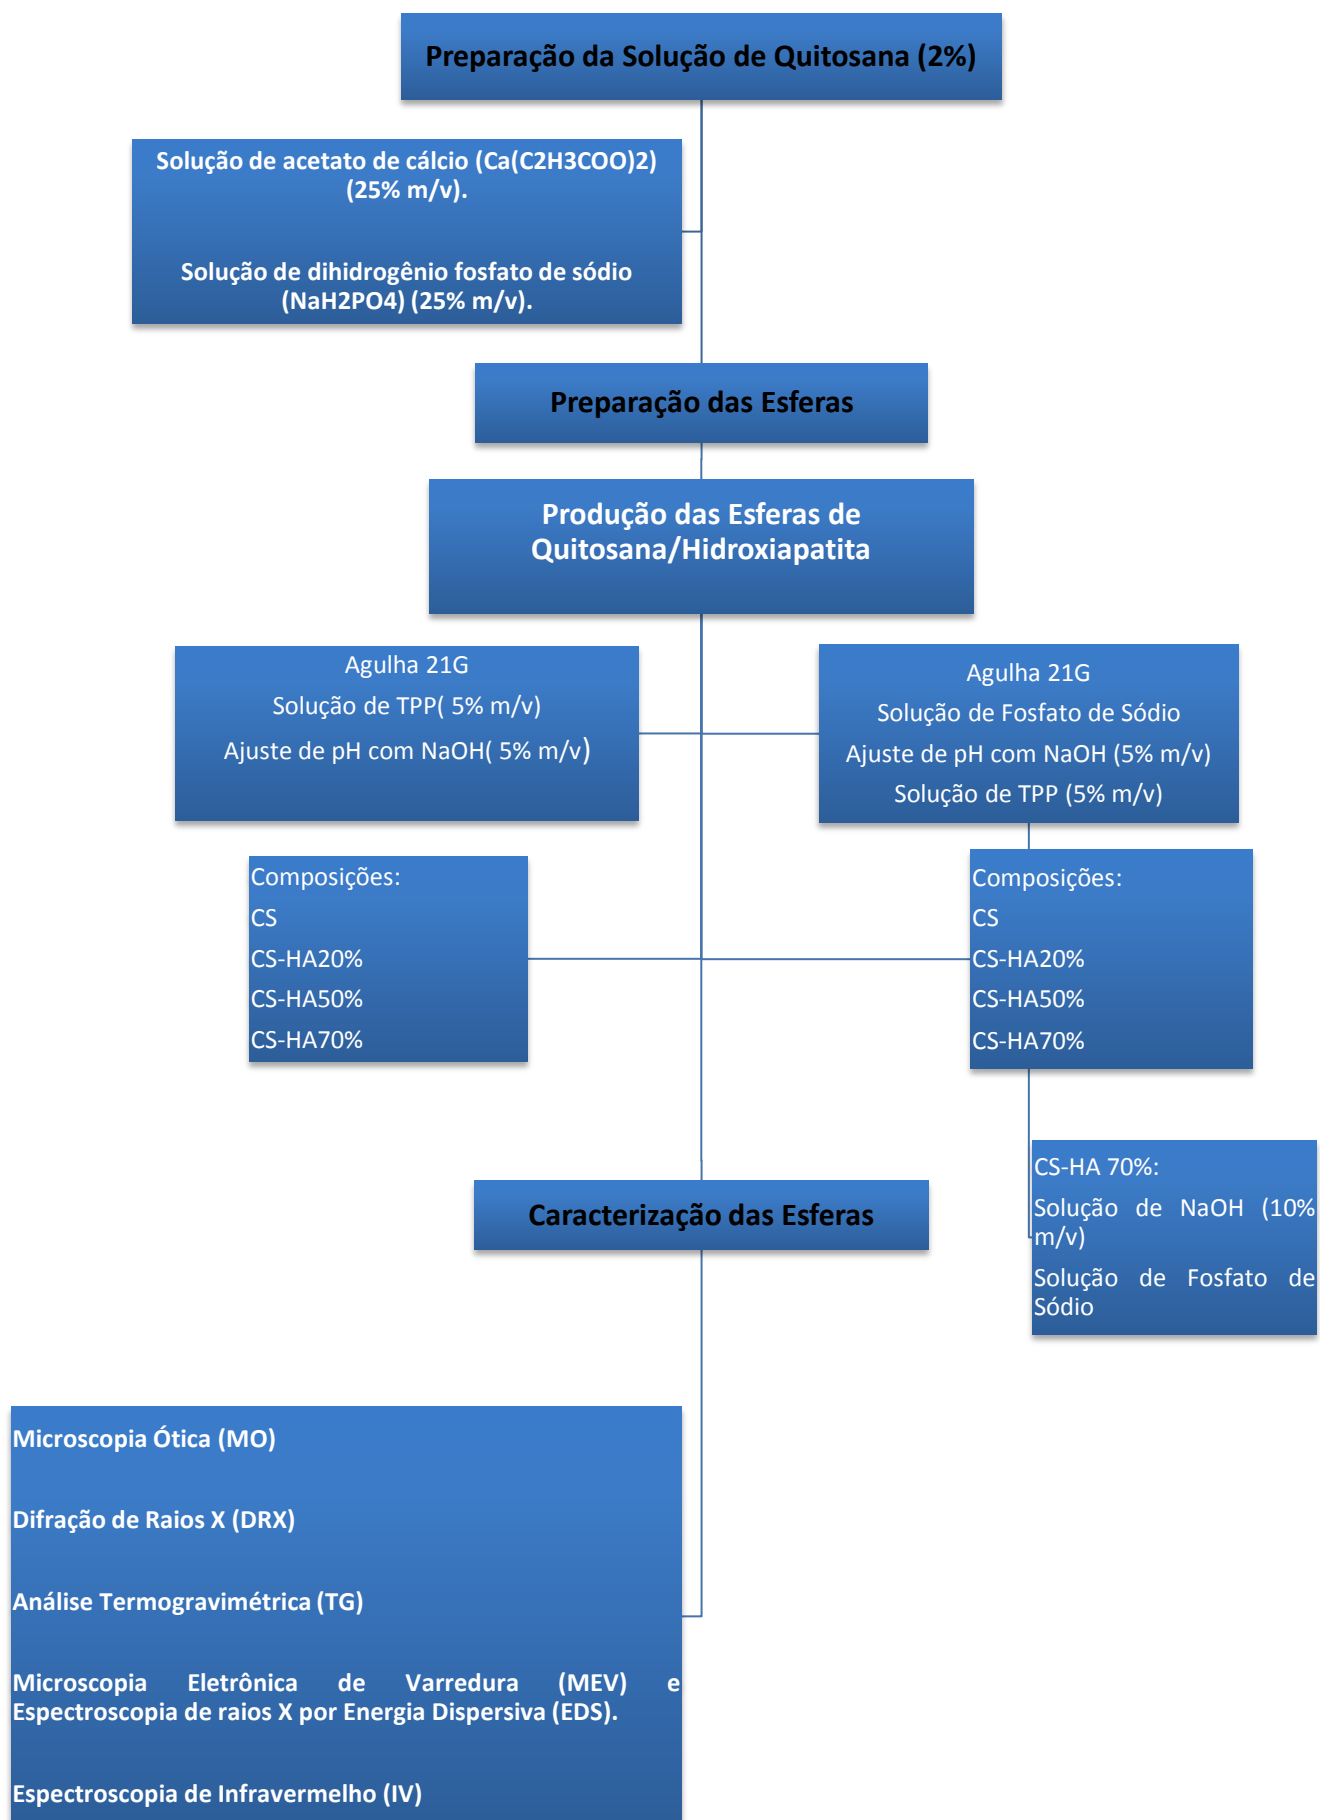 Preparação da Solução de Quitosana (2%)
Solução de acetato de cálcio (Ca(C2H3COO)2)
(25% m/v).
Solução de dihidrogênio fosfato de sódio
(NaH2PO4) (25% m/v).
Preparação das Esferas
Produção das Esferas de
Quitosana/Hidroxiapatita
Agulha 21G
Solução de TPP( 5% m/v)
Ajuste de pH com NaOH( 5% m/v)
Agulha 21G
Solução de Fosfato de Sódio
Ajuste de pH com NaOH (5% m/v)
Solução de TPP (5% m/v)
Composições:
CS
CS-HA20%
CS-HA50%
CS-HA70%
Composições:
CS
CS-HA20%
CS-HA50%
CS-HA70%
CS-HA 70%:
Solução de NaOH (10%
m/v)
Solução de Fosfato de
Sódio
Caracterização das Esferas
Microscopia Ótica (MO)
Difração de Raios X (DRX)
Análise Termogravimétrica (TG)
Microscopia Eletrônica de Varredura (MEV) e
Espectroscopia de raios X por Energia Dispersiva (EDS).
Espectroscopia de Infravermelho (IV)